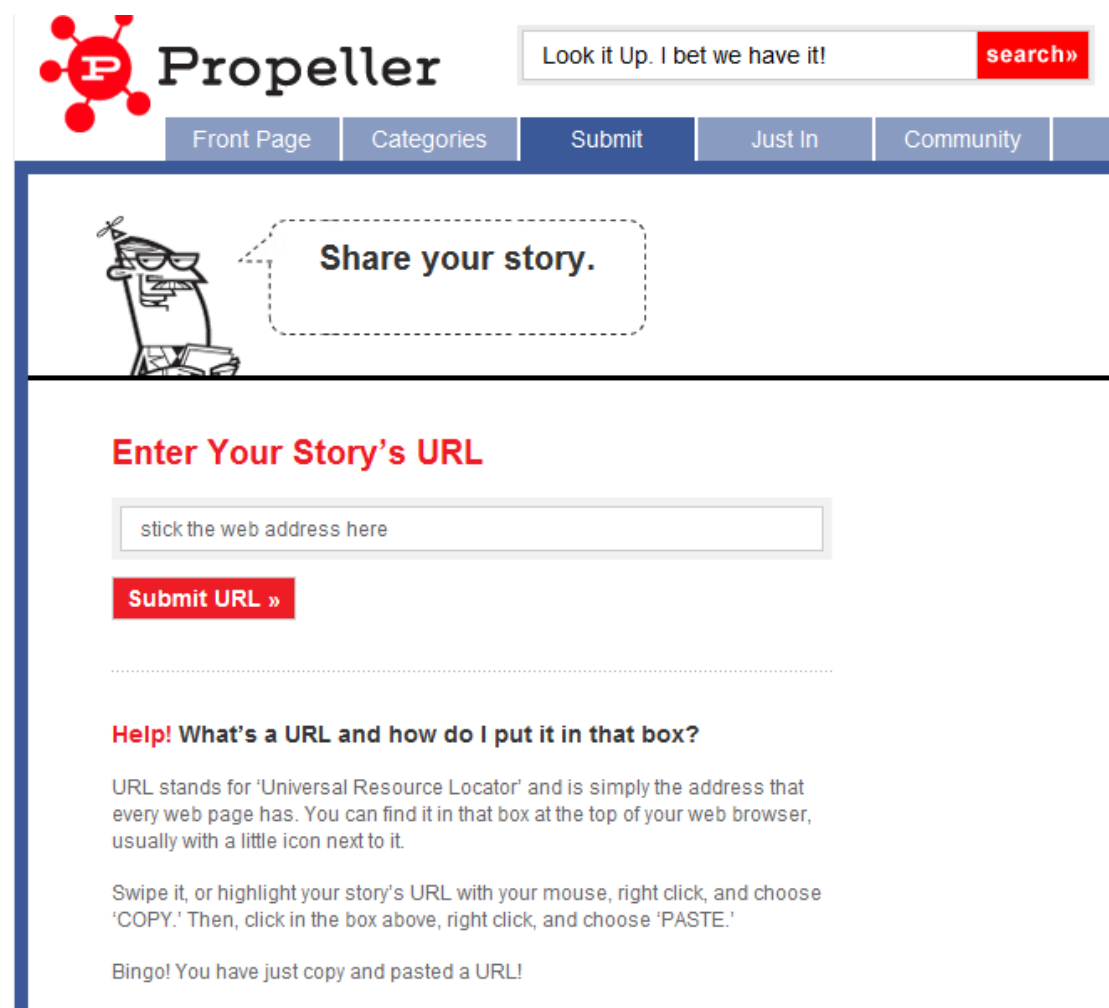 P Propeller
Look it Up. I bet we have it! search»
Front Page Categories Submit Just In Community
Share your story.
Enter Your Story’s URL
stick the web address here
Submit URL »
Help! What’s a URL and how do I put it in that box?
URL stands for ‘Universal Resource Locator’ and is simply the address that
every web page has. You can find it in that box at the top of your web browser,
usually with a little icon next to it.
Swipe it, or highlight your story’s URL with your mouse, right click, and choose
‘COPY.’ Then, click in the box above, right click, and choose ‘PASTE.’
Bingo! You have just copy and pasted a URL!